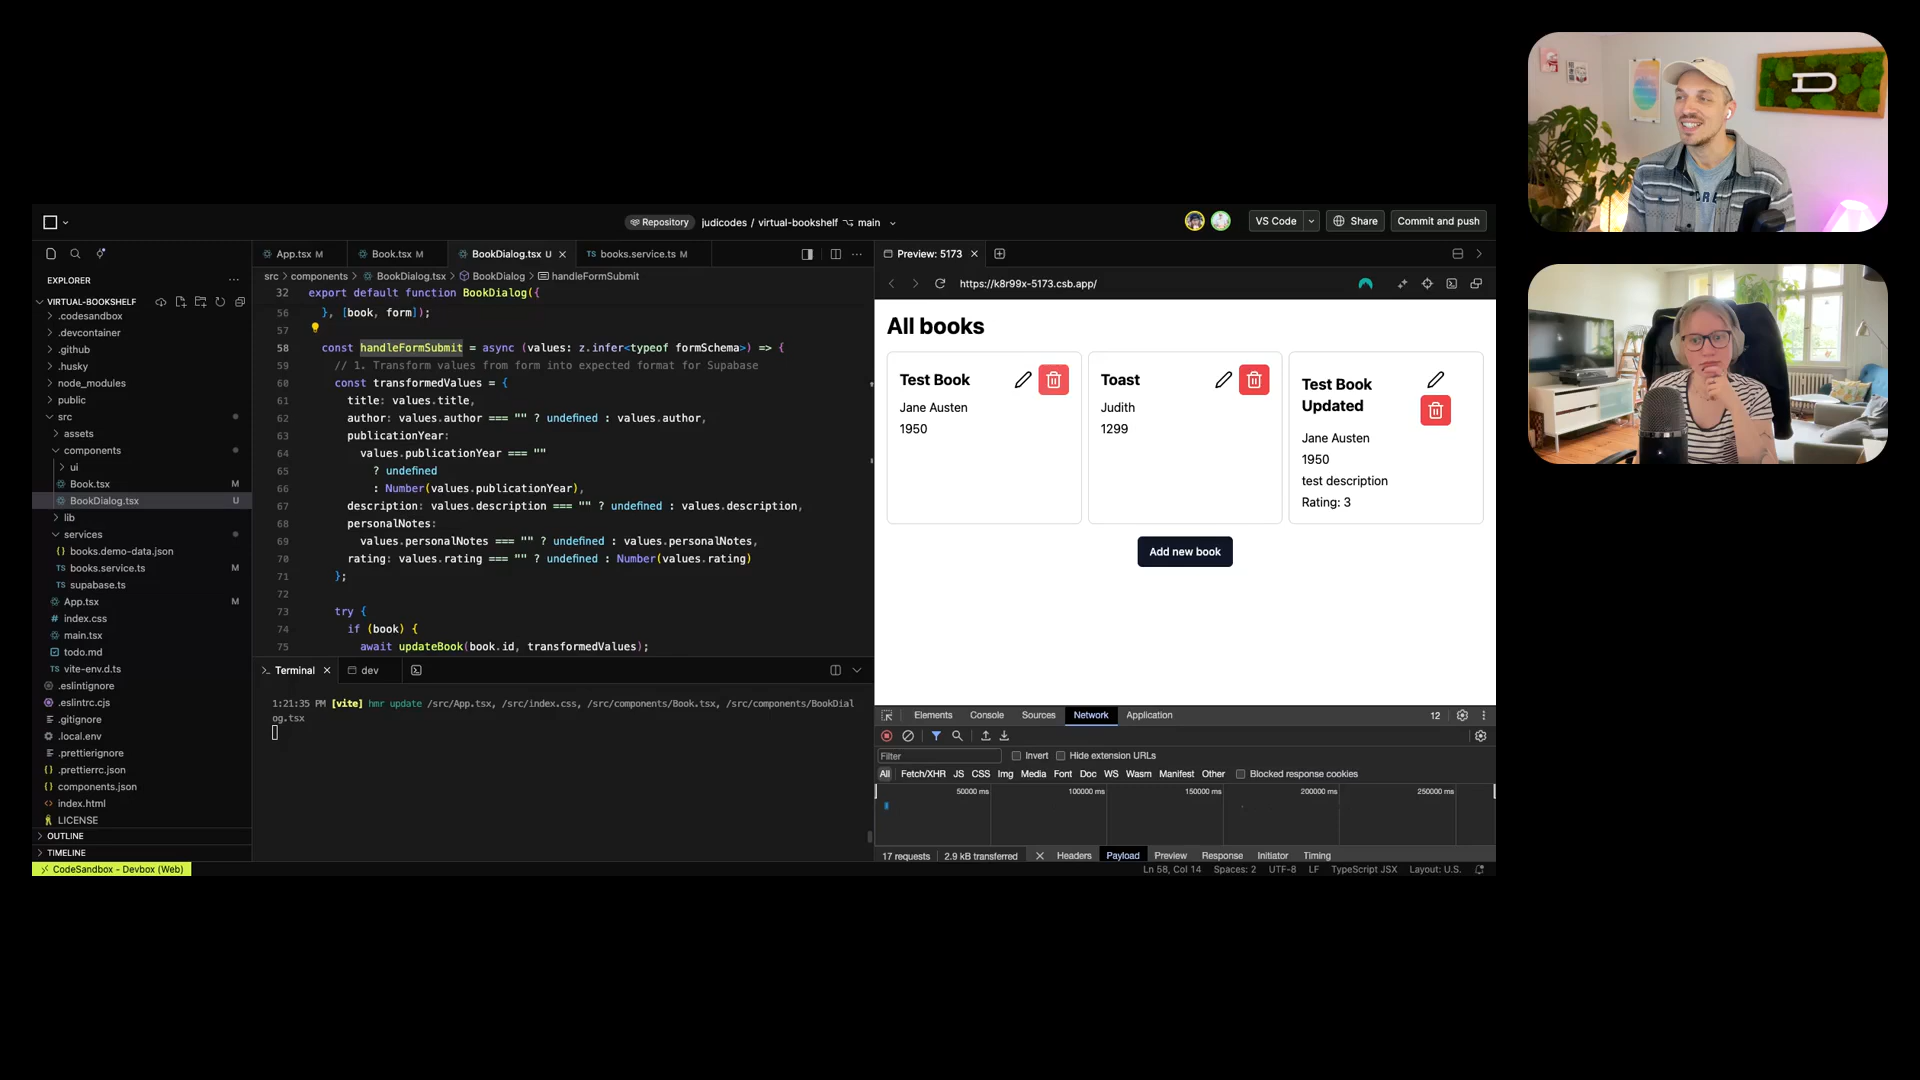 Repository
judicodes / virtual-bookshelf
main
VS Code
Share
Commit and push
EXPLORER
VIRTUAL-BOOKSHELF
.codesandbox
.devcontainer
.github
.husky
node_modules
public
src
assets
components
ui
Book.tsx M
BookDialog.tsx U
lib
services
books.demo-data.json
TS books.service.ts M
TS supabase.ts
App.tsx M
# index.css
main.tsx
todo.md
TS vite-env.d.ts
.eslintignore
.eslintrc.cjs
.gitignore
.local.env
.prettierignore
.prettierrc.json
components.json
index.html
LICENSE
OUTLINE
TIMELINE
CodeSandbox - Devbox (Web)
App.tsx M
Book.tsx M
BookDialog.tsx U
TS books.service.ts M
src > components > BookDialog.tsx > BookDialog > handleFormSubmit
32 export default function BookDialog({
56 }, [book, form]);
57
58 const handleFormSubmit = async (values: z.infer<typeof formSchema>) => {
59 // 1. Transform values from form into expected format for Supabase
60 const transformedValues = {
61 title: values.title,
62 author: values.author === "" ? undefined : values.author,
63 publicationYear:
64 values.publicationYear === ""
65 ? undefined
66 : Number(values.publicationYear),
67 description: values.description === "" ? undefined : values.description,
68 personalNotes:
69 values.personalNotes === "" ? undefined : values.personalNotes,
70 rating: values.rating === "" ? undefined : Number(values.rating)
71 };
72
73 try {
74 if (book) {
75 await updateBook(book.id, transformedValues);
Terminal
dev
1:21:35 PM [vite] hmr update /src/App.tsx, /src/index.css, /src/components/Book.tsx, /src/components/BookDial
og.tsx
Preview: 5173
https://k8r99x-5173.csb.app/
All books
Test Book
Jane Austen
1950
Toast
Judith
1299
Test Book
Updated
Jane Austen
1950
test description
Rating: 3
Add new book
Elements Console Sources Network Application 12
Filter
Invert
Hide extension URLs
All Fetch/XHR JS CSS Img Media Font Doc WS Wasm Manifest Other Blocked response cookies
50000 ms 100000 ms 150000 ms 200000 ms 250000 ms
17 requests 2.9 kB transferred Headers Payload Preview Response Initiator Timing
Ln 58, Col 14 Spaces: 2 UTF-8 LF TypeScript JSX Layout: U.S.